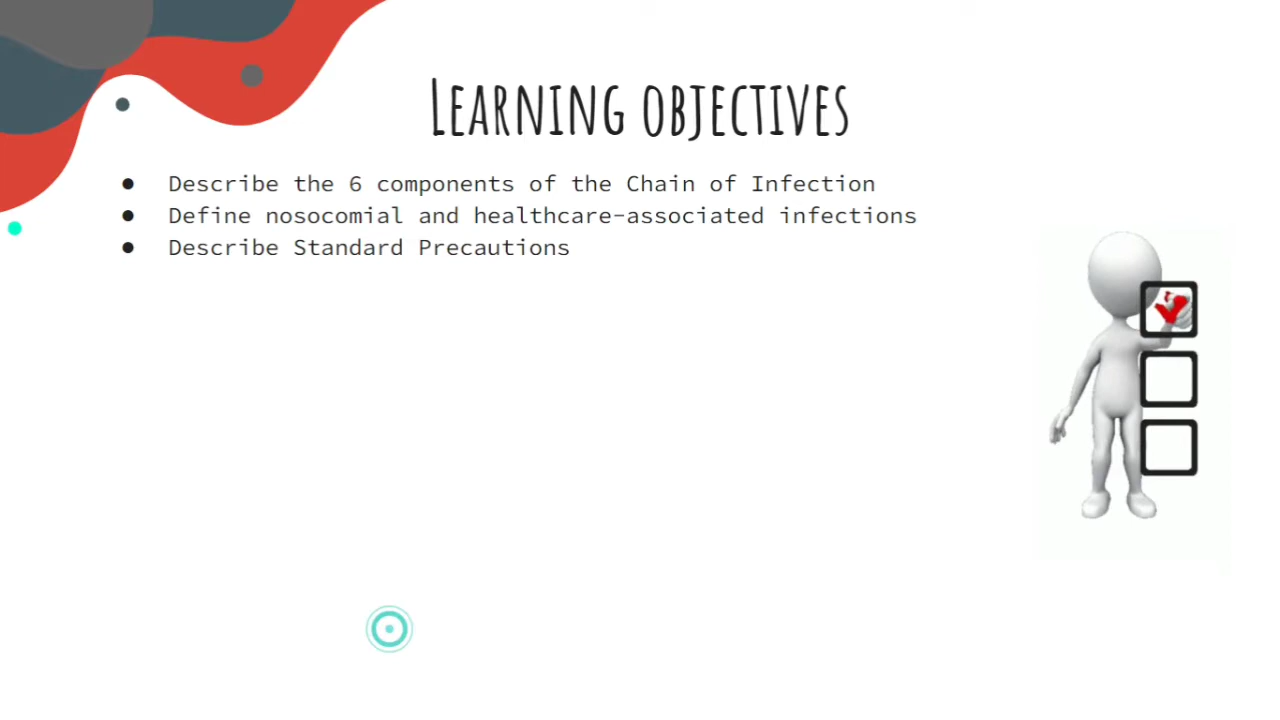 Learning objectives
● Describe the 6 components of the Chain of Infection
● Define nosocomial and healthcare-associated infections
● Describe Standard Precautions